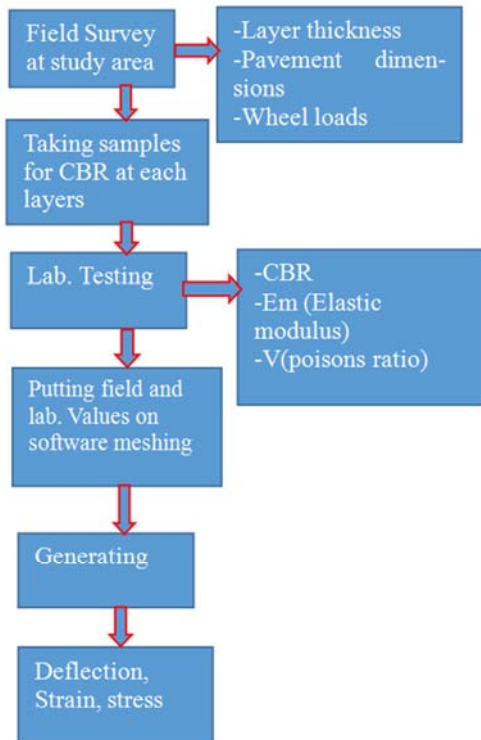 Field Survey
at study area
-Layer thickness
-Pavement dimen-
sions
-Wheel loads
Taking samples
for CBR at each
layers
Lab. Testing
-CBR
-Em (Elastic
modulus)
-V(poisons ratio)
Putting field and
lab. Values on
software meshing
Generating
Deflection,
Strain, stress